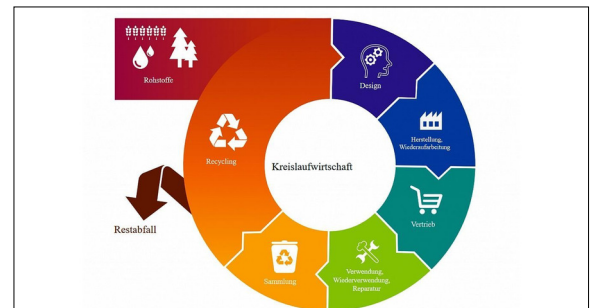 Rohstoffe
Design
Herstellung,
Wiederaufarbeitung
Recycling
Kreislaufwirtschaft
Vertrieb
Restabfall
Sammlung
Verwendung,
Wiederverwendung,
Reparatur